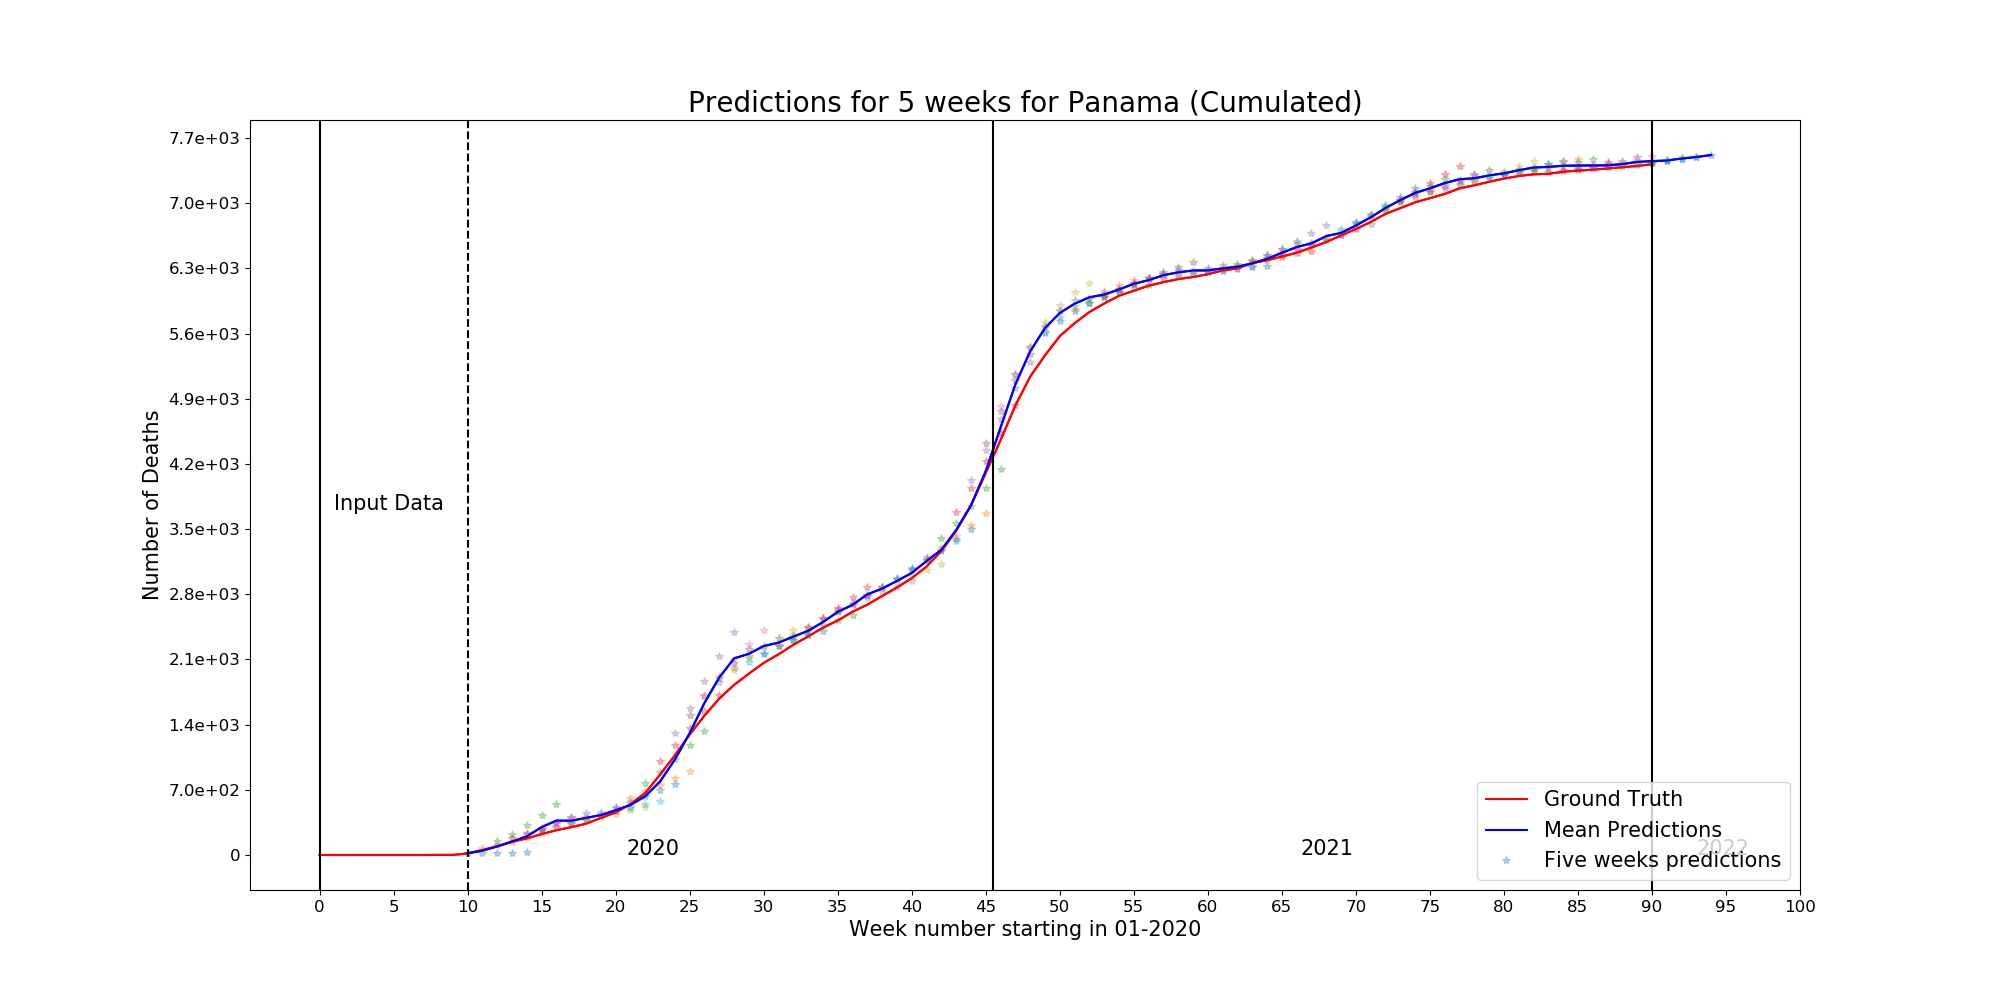 Predictions for 5 weeks for Panama (Cumulated)
7.7e+03
7.0e+03
6.3e+03
5.6e+03
4.9e+03
4.2e+03
3.5e+03
2.8e+03
2.1e+03
1.4e+03
7.0e+02
0
Number of Deaths
Input Data
2020
2021
2022
Ground Truth
Mean Predictions
Five weeks predictions
0 5 10 15 20 25 30 35 40 45 50 55 60 65 70 75 80 85 90 95 100
Week number starting in 01-2020